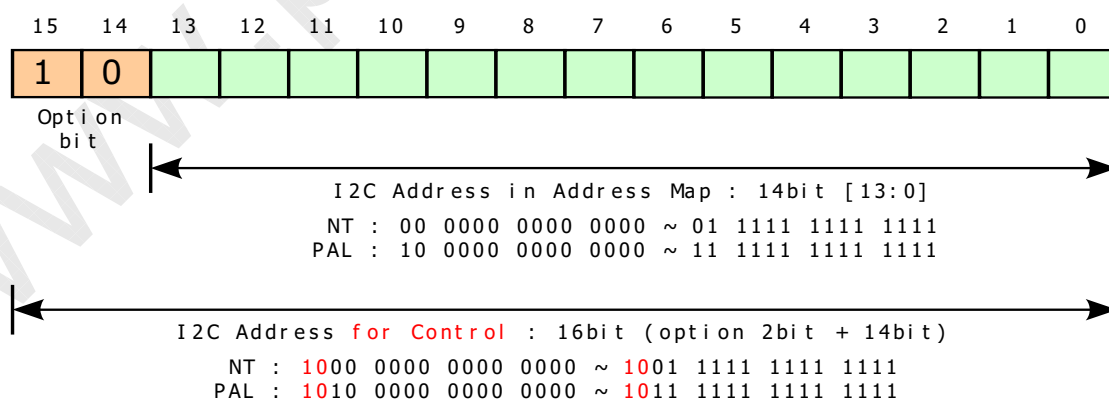 15 14 13 12 11 10 9 8 7 6 5 4 3 2 1 0
1 0
Option
bit
I2C Address in Address Map : 14bit [13:0]
NT : 00 0000 0000 0000 ~ 01 1111 1111 1111
PAL : 10 0000 0000 0000 ~ 11 1111 1111 1111
I2C Address for Control : 16bit (option 2bit + 14bit)
NT : 1000 0000 0000 0000 ~ 1001 1111 1111 1111
PAL : 1010 0000 0000 0000 ~ 1011 1111 1111 1111